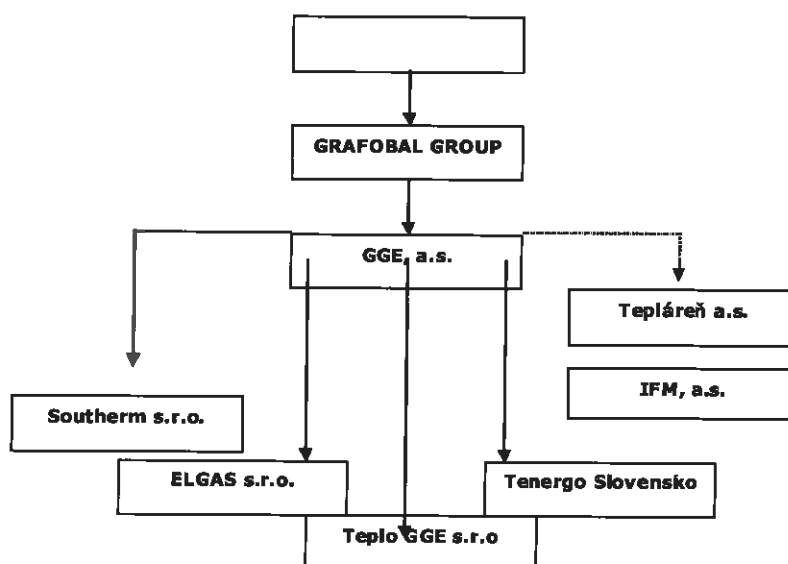 GRAFOBAL GROUP
GGE, a.s.
Tepláreň a.s.
IFM, a.s.
Southerm s.r.o.
ELGAS s.r.o.
Tenergo Slovensko
Teplo GGE s.r.o